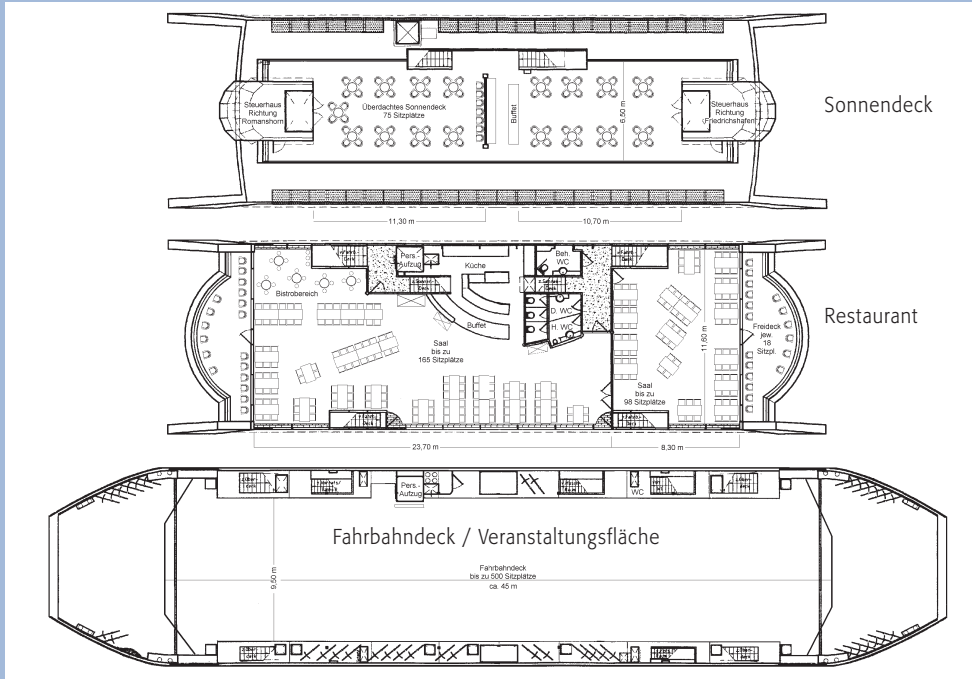 Sonnendeck
Steuerhaus
Richtung
Romanshorn
Überdachtes Sonnendeck
75 Sitzplätze
Buffet
6,50 m
Steuerhaus
Richtung
Friedrichshafen
11,30 m
10,70 m
Restaurant
Pers.
Aufzug
Küche
Beh.
WC
Bistrobereich
Buffet
D. WC
H. WC
Saal
bis zu
165 Sitzplätze
Saal
bis zu
98 Sitzplätze
11,60 m
Freideck
jew.
18
Sitzpl.
23,70 m
8,30 m
Pers.-
Aufzug
WC
Fahrbahndeck / Veranstaltungsfläche
Fahrbahndeck
bis zu 500 Sitzplätze
ca. 45 m
9,50 m